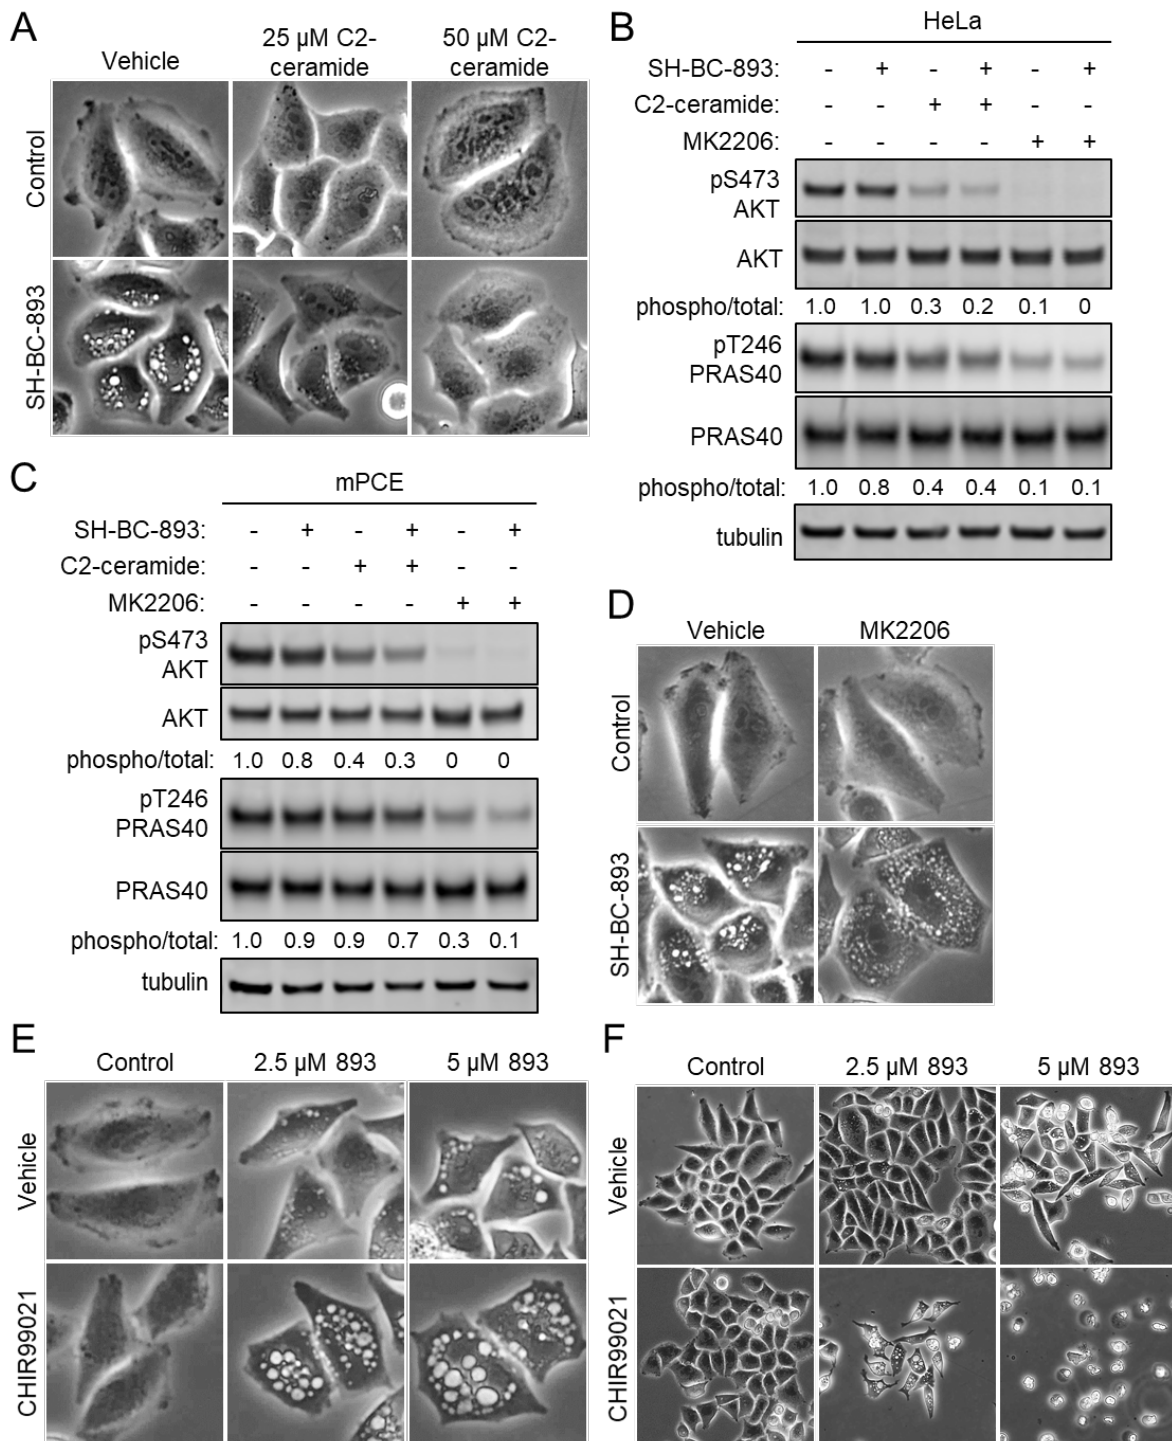 A
Vehicle
25 µM C2-
ceramide
50 µM C2-
ceramide
Control
SH-BC-893
B
HeLa
SH-BC-893: - + - + - +
C2-ceramide: - - + + - -
MK2206: - - - - + +
pS473
AKT
AKT
phospho/total: 1.0 1.0 0.3 0.2 0.1 0
pT246
PRAS40
PRAS40
phospho/total: 1.0 0.8 0.4 0.4 0.1 0.1
tubulin
C
mPCE
SH-BC-893: - + - + - +
C2-ceramide: - - + + - -
MK2206: - - - - + +
pS473
AKT
AKT
phospho/total: 1.0 0.8 0.4 0.3 0 0
pT246
PRAS40
PRAS40
phospho/total: 1.0 0.9 0.9 0.7 0.3 0.1
tubulin
D
Vehicle MK2206
Control
SH-BC-893
E
Control 2.5 µM 893 5 µM 893
Vehicle
CHIR99021
F
Control 2.5 µM 893 5 µM 893
Vehicle
CHIR99021